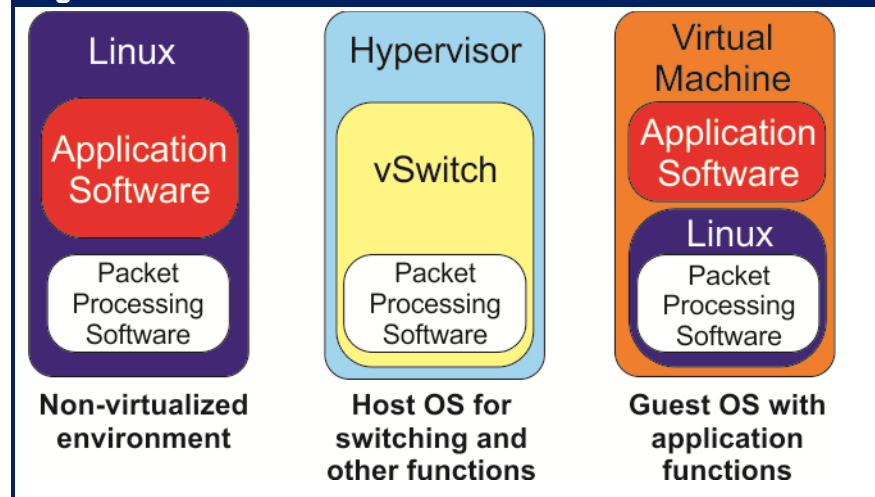 Linux
Application
Software
Packet
Processing
Software
Non-virtualized
environment
Hypervisor
vSwitch
Packet
Processing
Software
Host OS for
switching and
other functions
Virtual
Machine
Application
Software
Linux
Packet
Processing
Software
Guest OS with
application
functions